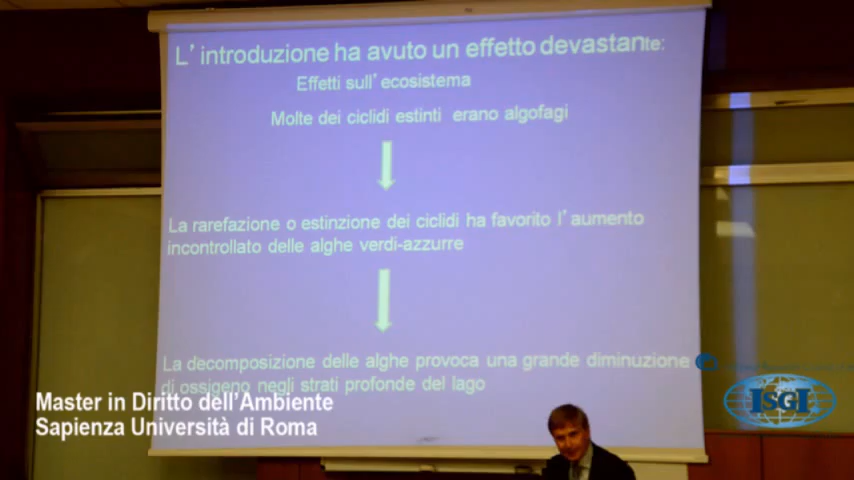 L' introduzione ha avuto un effetto devastante:
Effetti sull' ecosistema
Molte dei ciclidi estinti erano algofagi
La rarefazione o estinzione dei ciclidi ha favorito l' aumento
incontrollato delle alghe verdi-azzurre
La decomposizione delle alghe provoca una grande diminuzione
di ossigeno negli strati profonde del lago
Master in Diritto dell'Ambiente
Sapienza Università di Roma
ISGI